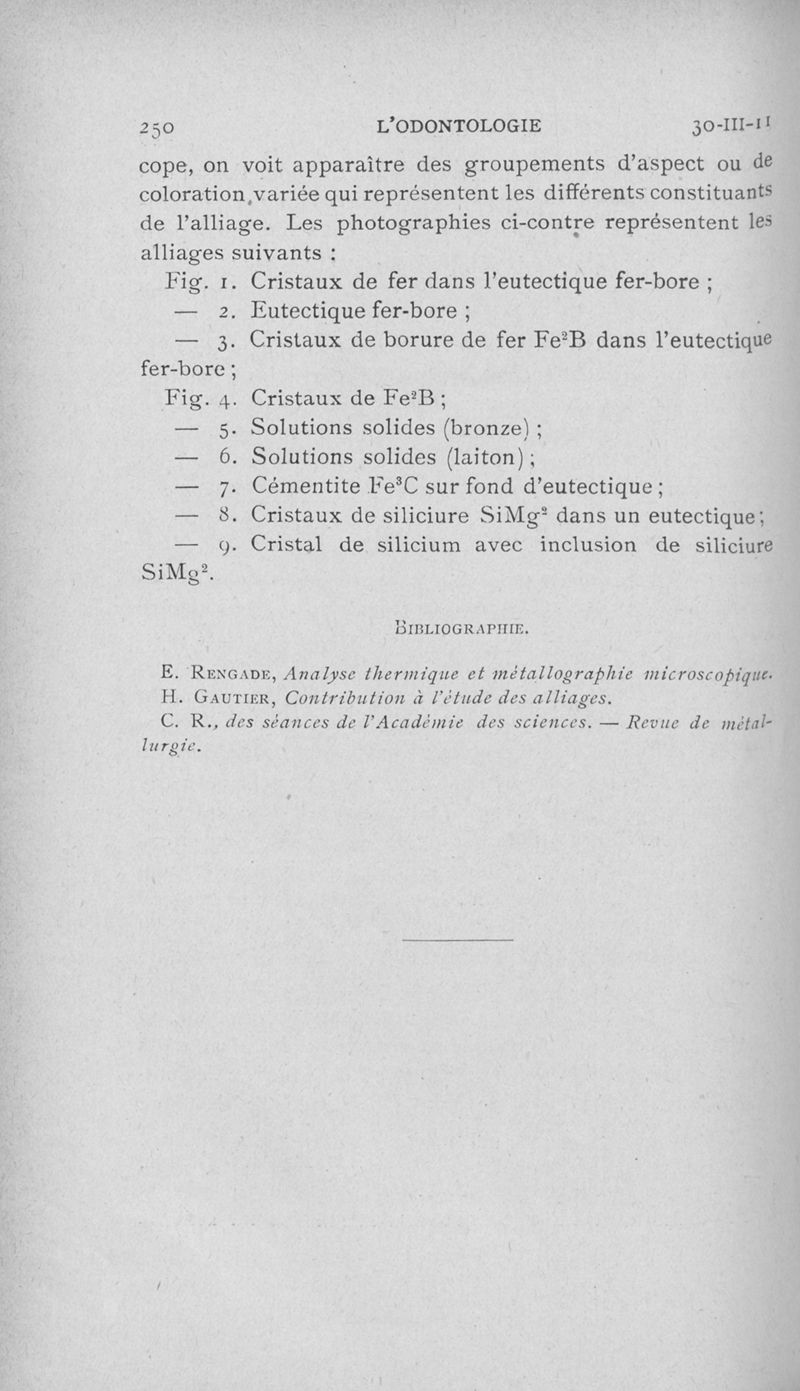 250 L'ODONTOLOGIE 30-III-11
cope, on voit apparaître des groupements d'aspect ou de
coloration variée qui représentent les différents constituants
de l'alliage. Les photographies ci-contre représentent les
alliages suivants :
Fig. 1. Cristaux de fer dans l'eutectique fer-bore ;
— 2. Eutectique fer-bore ;
— 3. Cristaux de borure de fer Fe²B dans l'eutectique
fer-bore ;
Fig. 4. Cristaux de Fe²B ;
— 5. Solutions solides (bronze) ;
— 6. Solutions solides (laiton) ;
— 7. Cémentite Fe³C sur fond d'eutectique ;
— 8. Cristaux de siliciure SiMg² dans un eutectique ;
— 9. Cristal de silicium avec inclusion de siliciure
SiMg².
BIBLIOGRAPHIE.
E. RENGADE, Analyse thermique et métallographie microscopique.
H. GAUTIER, Contribution à l'étude des alliages.
C. R., des séances de l'Académie des sciences. — Revue de métal-
lurgie.